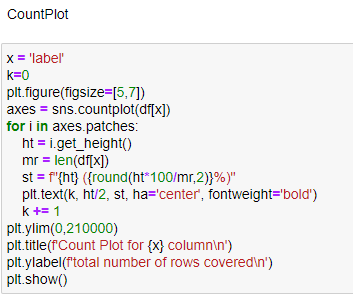 CountPlot
x = 'label'
k=0
plt.figure(figsize=[5,7])
axes = sns.countplot(df[x])
for i in axes.patches:
    ht = i.get_height()
    mr = len(df[x])
    st = f"{ht} ({round(ht*100/mr,2)}%)"
    plt.text(k, ht/2, st, ha='center', fontweight='bold')
    k += 1
plt.ylim(0,210000)
plt.title(f'Count Plot for {x} column\n')
plt.ylabel(f'total number of rows covered\n')
plt.show()